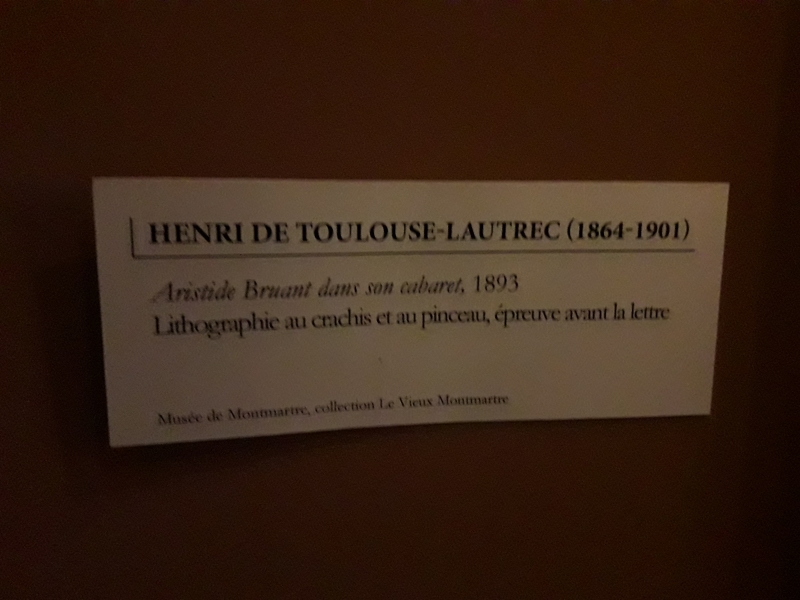 HENRI DE TOULOUSE-LAUTREC (1864-1901)
Aristide Bruant dans son cabaret, 1893
Lithographie au crachis et au pinceau, épreuve avant la lettre
Musée de Montmartre, collection Le Vieux Montmartre